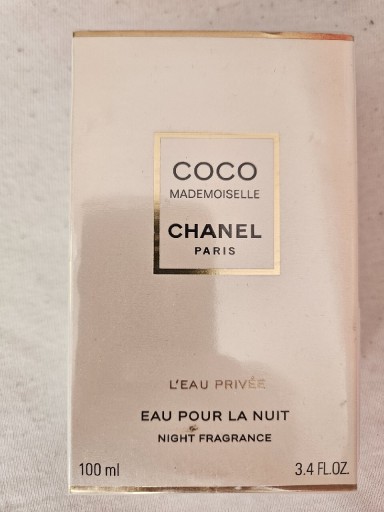 COCO
MADEMOISELLE
CHANEL
PARIS
L'EAU PRIVÉE
EAU POUR LA NUIT
NIGHT FRAGRANCE
100 ml 3.4 FL.OZ.